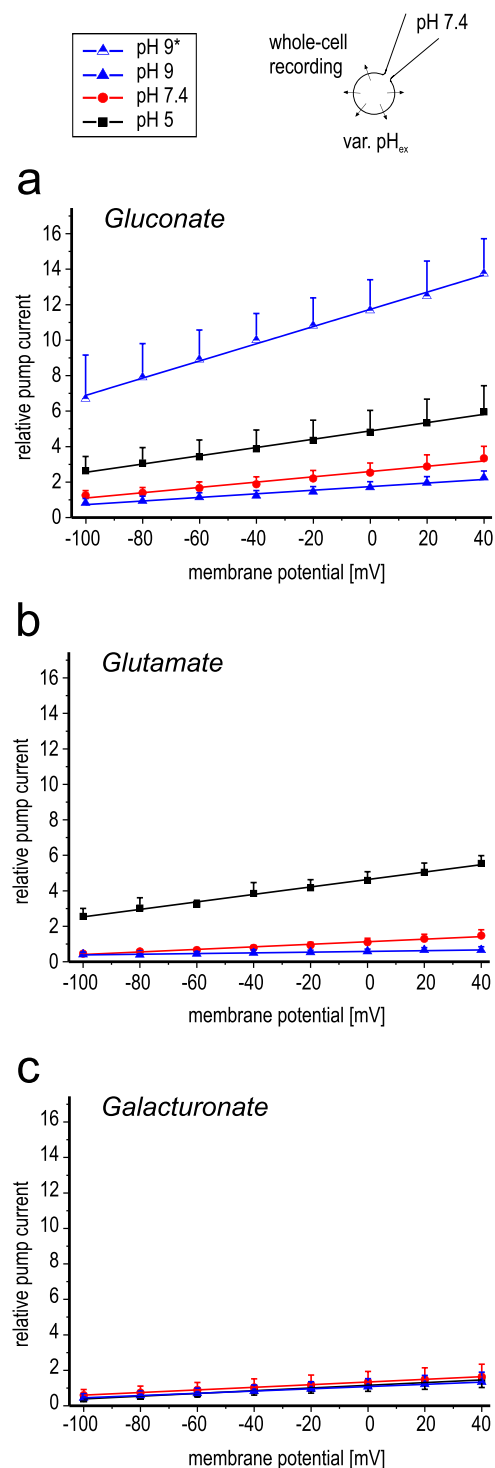 pH 9*
pH 9
pH 7.4
pH 5
whole-cell
recording
pH 7.4
var. pHex
a
Gluconate
relative pump current
16
14
12
10
8
6
4
2
0
-100 -80 -60 -40 -20 0 20 40
membrane potential [mV]
b
Glutamate
relative pump current
16
14
12
10
8
6
4
2
0
-100 -80 -60 -40 -20 0 20 40
membrane potential [mV]
c
Galacturonate
relative pump current
16
14
12
10
8
6
4
2
0
-100 -80 -60 -40 -20 0 20 40
membrane potential [mV]